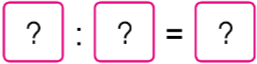 ? : ? = ?